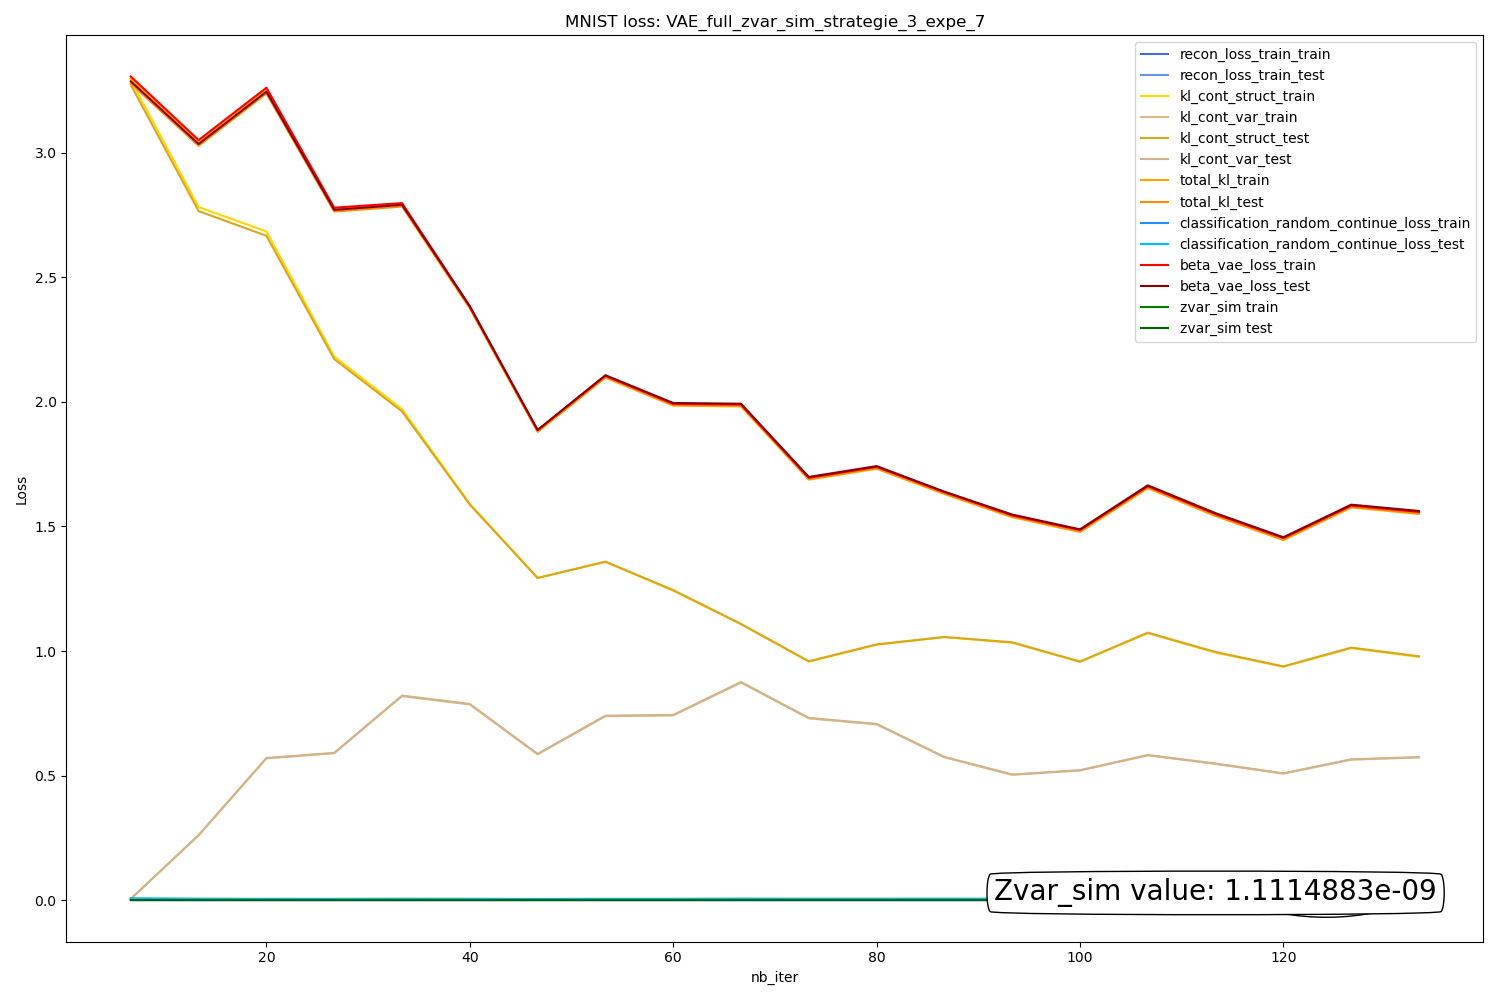 MNIST loss: VAE_full_zvar_sim_strategie_3_expe_7
recon_loss_train_train
recon_loss_train_test
kl_cont_struct_train
kl_cont_var_train
kl_cont_struct_test
kl_cont_var_test
total_kl_train
total_kl_test
classification_random_continue_loss_train
classification_random_continue_loss_test
beta_vae_loss_train
beta_vae_loss_test
zvar_sim train
zvar_sim test
3.0
2.5
2.0
1.5
1.0
0.5
0.0
Loss
Zvar_sim value: 1.1114883e-09
20 40 60 80 100 120
nb_iter